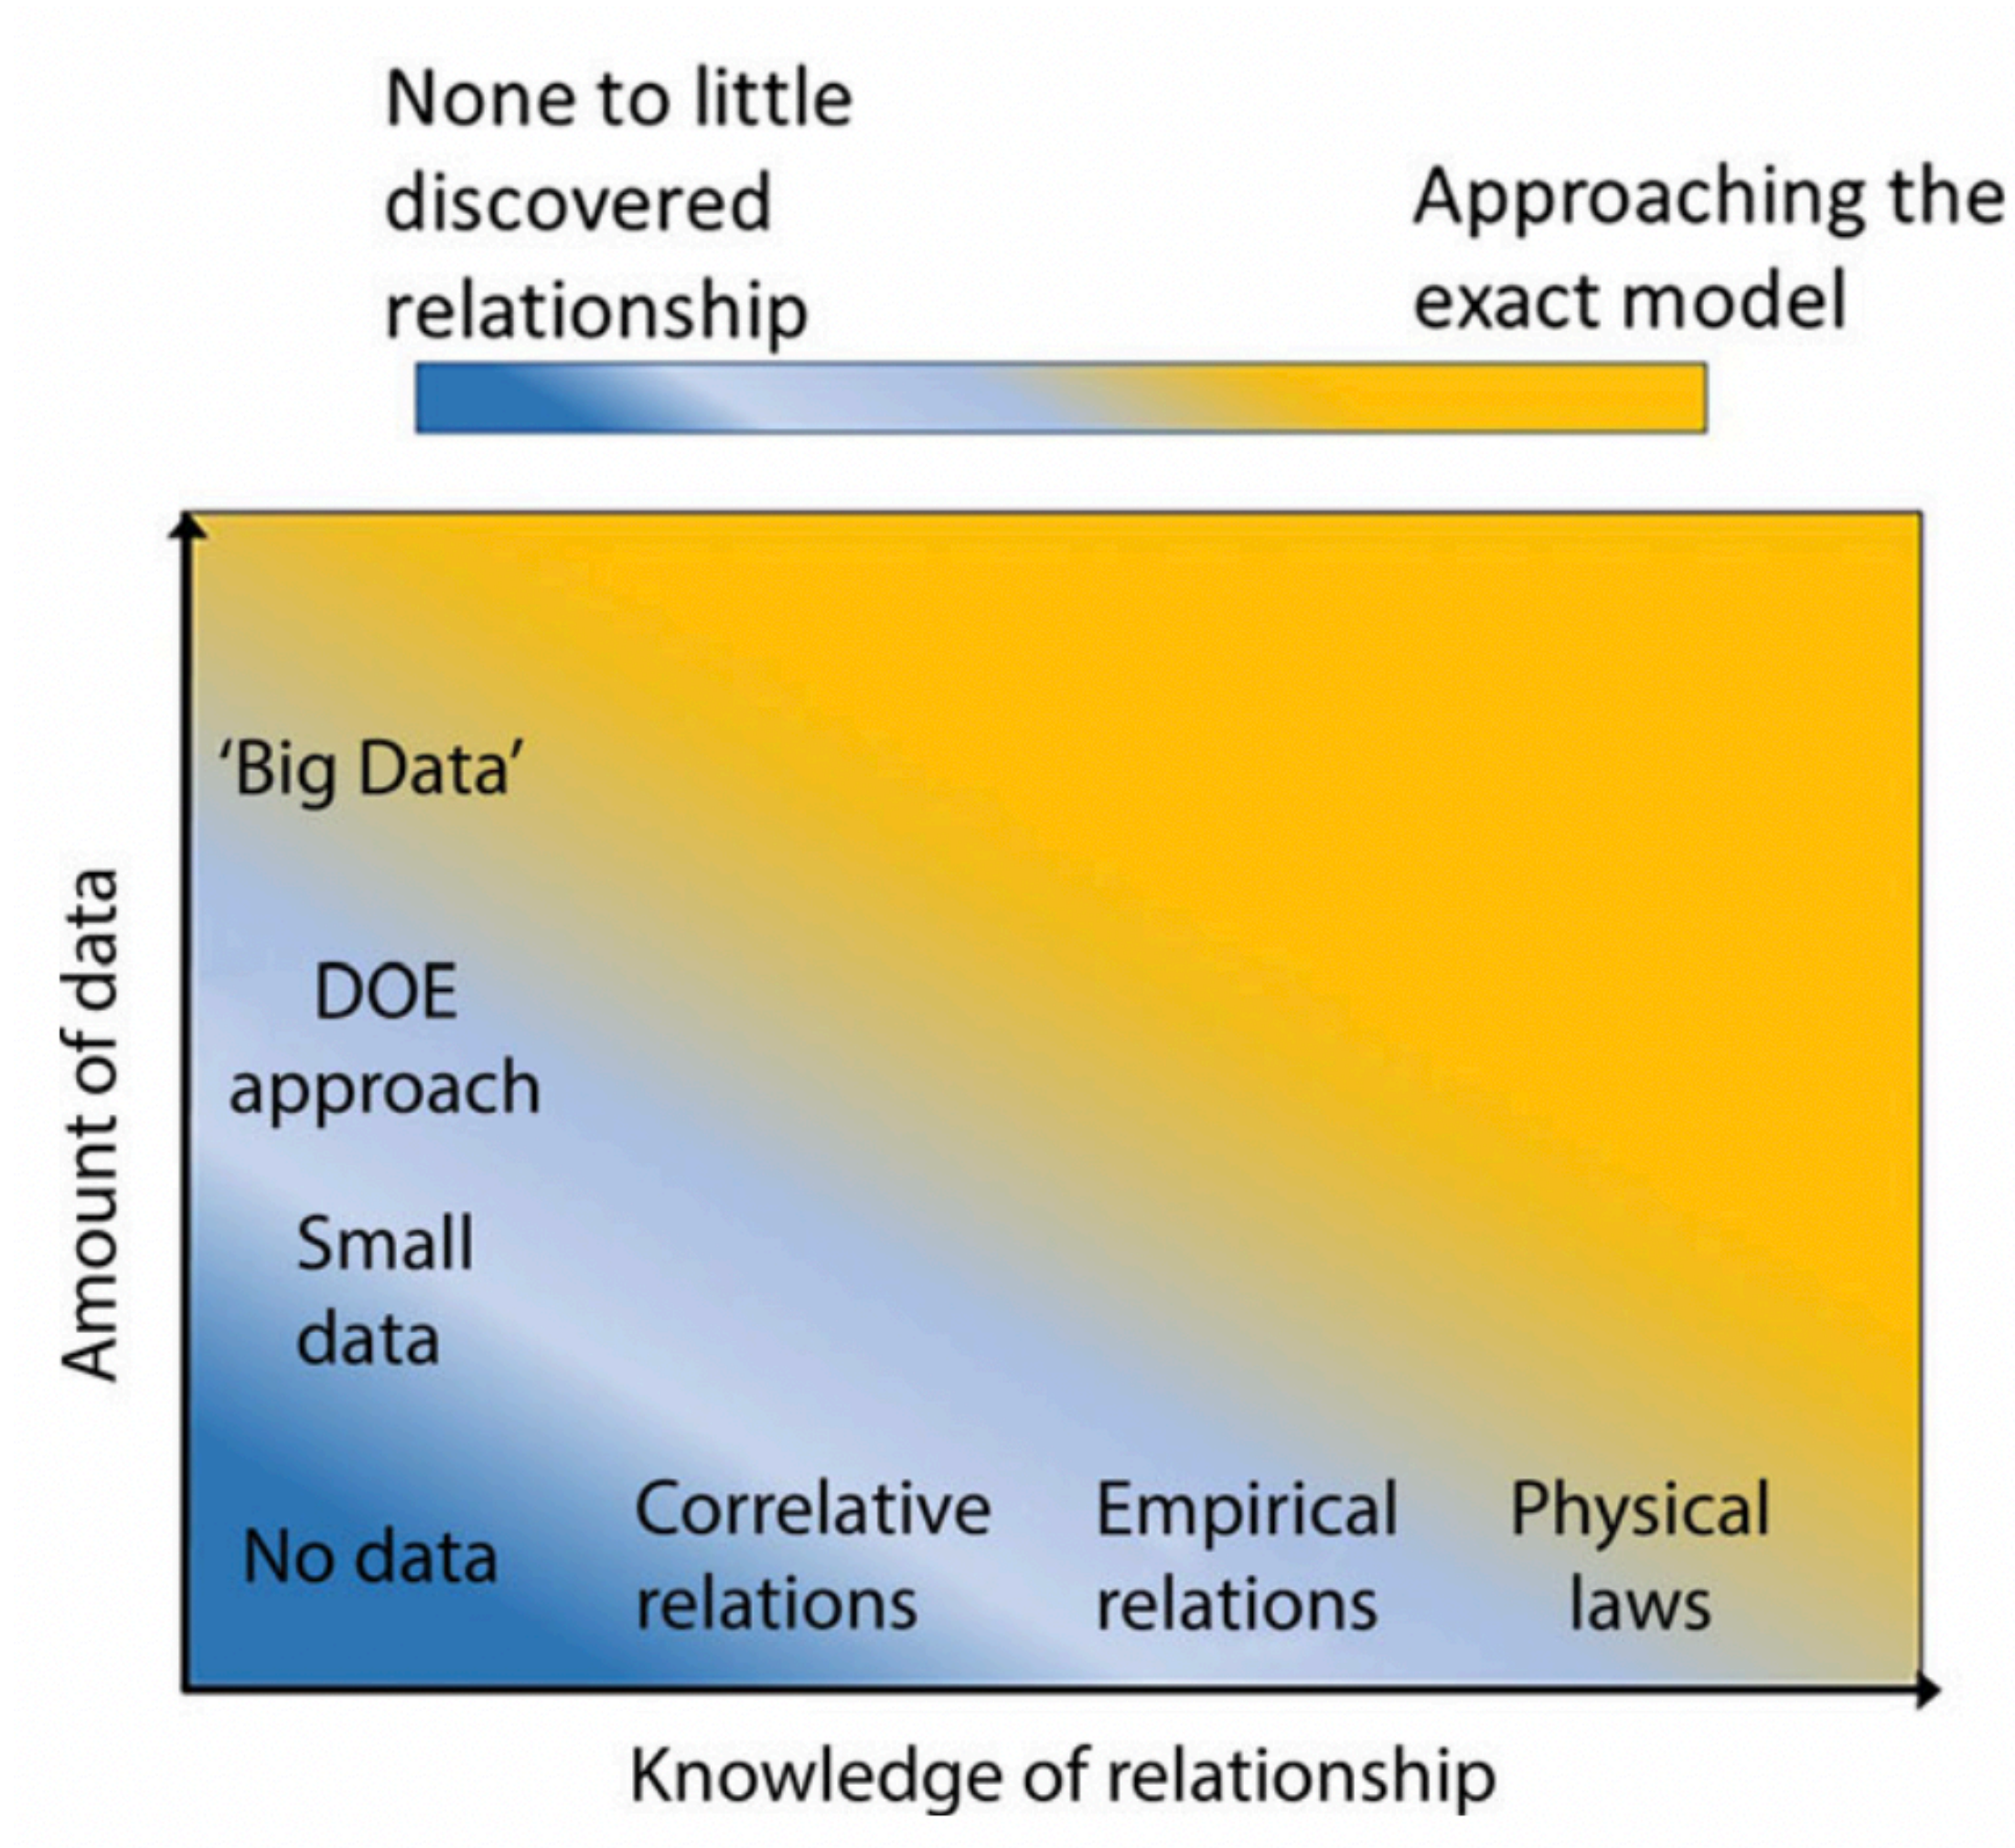 None to little
discovered
relationship
Approaching the
exact model
Amount of data
‘Big Data’
DOE
approach
Small
data
No data
Correlative
relations
Empirical
relations
Physical
laws
Knowledge of relationship